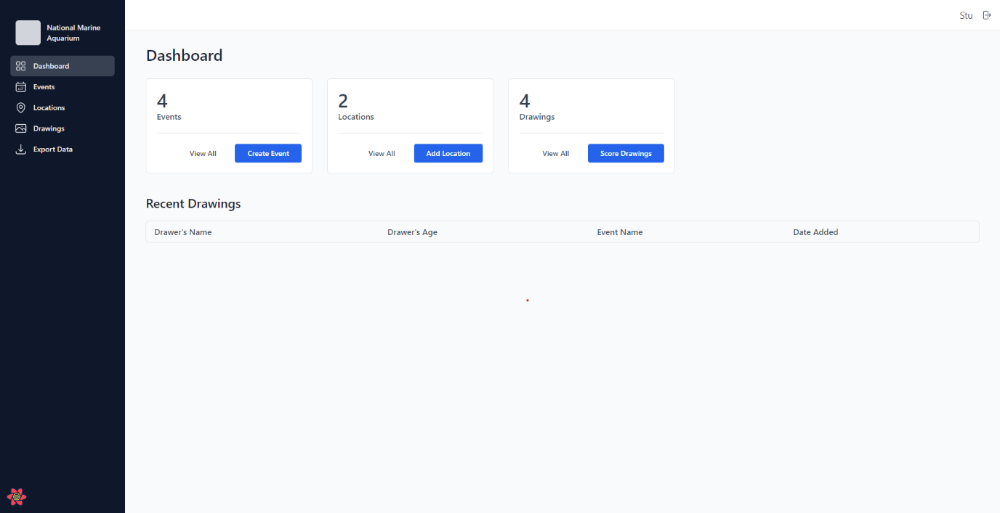 National Marine
Aquarium
Dashboard
Events
Locations
Drawings
Export Data
Stu
Dashboard
4
Events
View All
Create Event
2
Locations
View All
Add Location
4
Drawings
View All
Score Drawings
Recent Drawings
Drawer's Name Drawer's Age Event Name Date Added